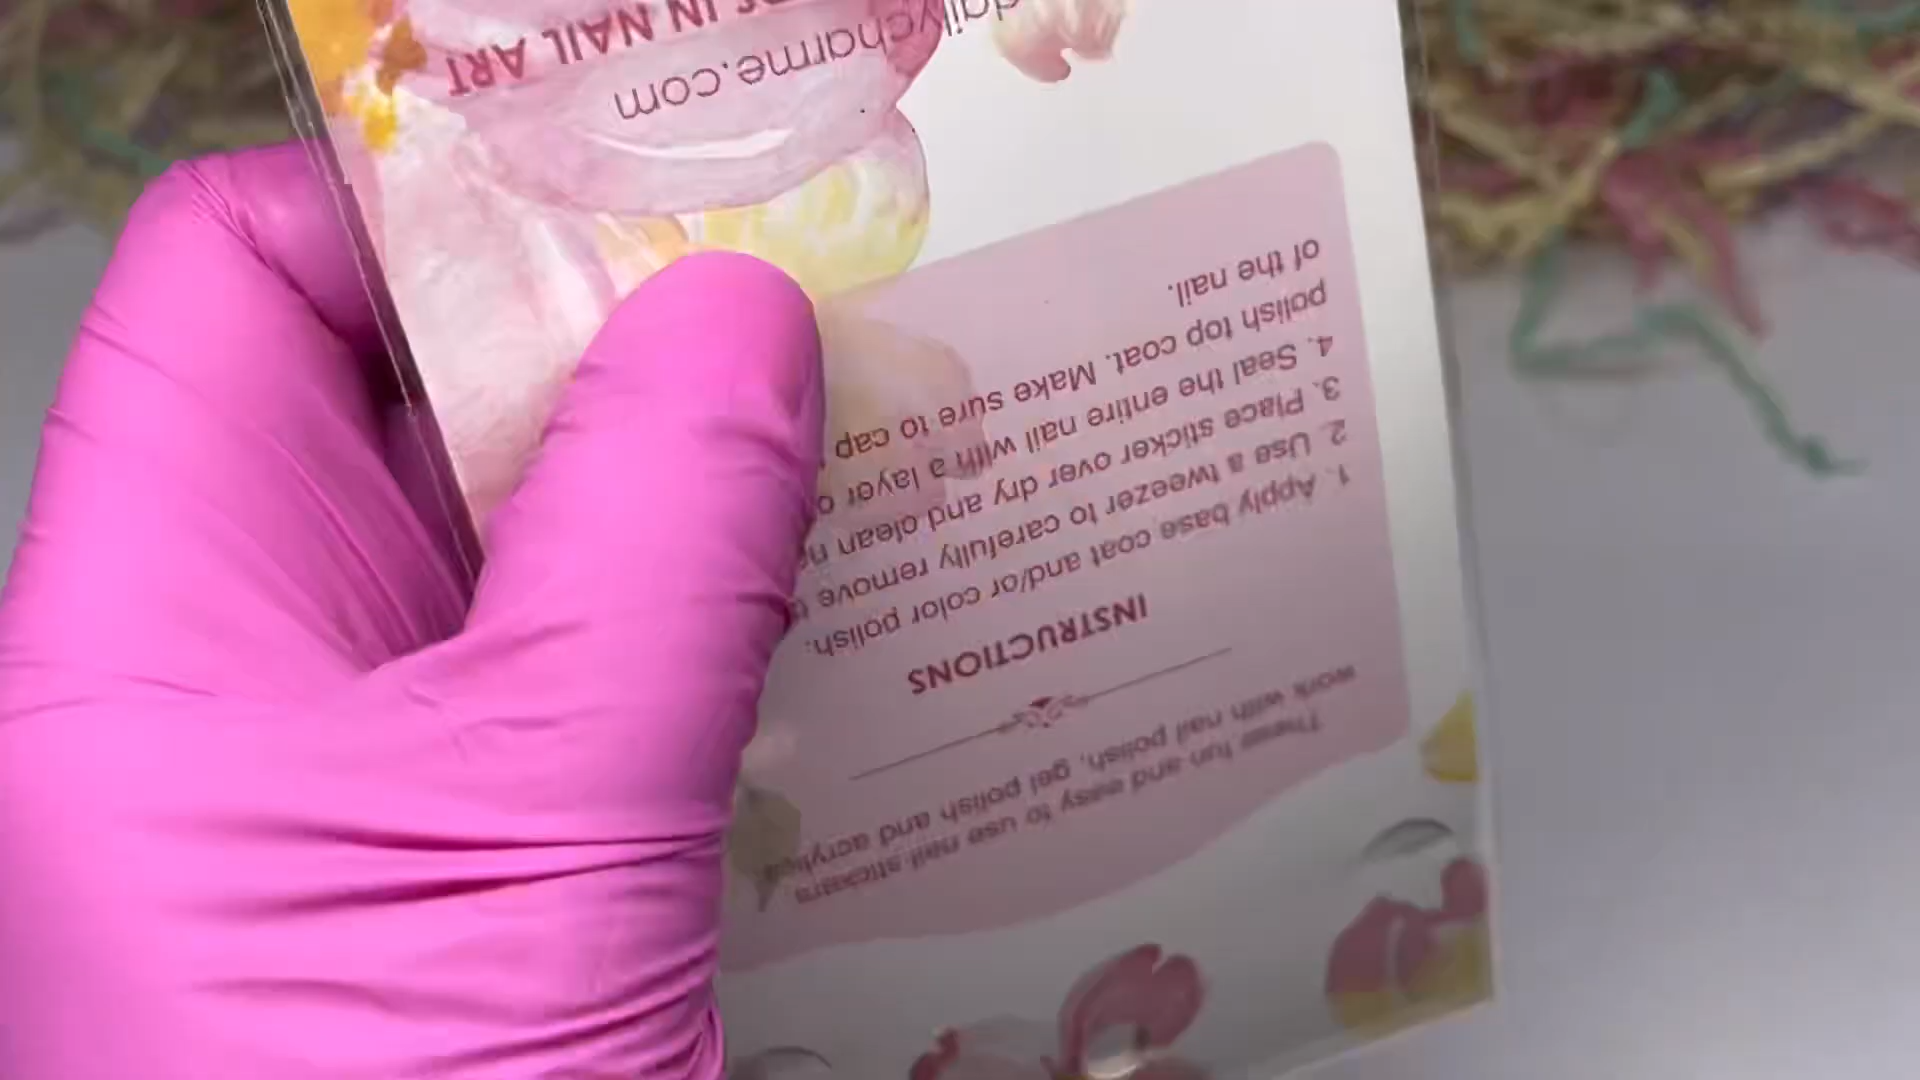 These fun and easy to use nail stickers
work with nail polish, gel polish and acrylics.
INSTRUCTIONS
1. Apply base coat and/or color polish.
2. Use a tweezer to carefully remove
3. Place sticker over dry and clean
4. Seal the entire nail with a layer
polish top coat. Make sure to cap
of the nail.
dailycharme.com
IN NAIL ART